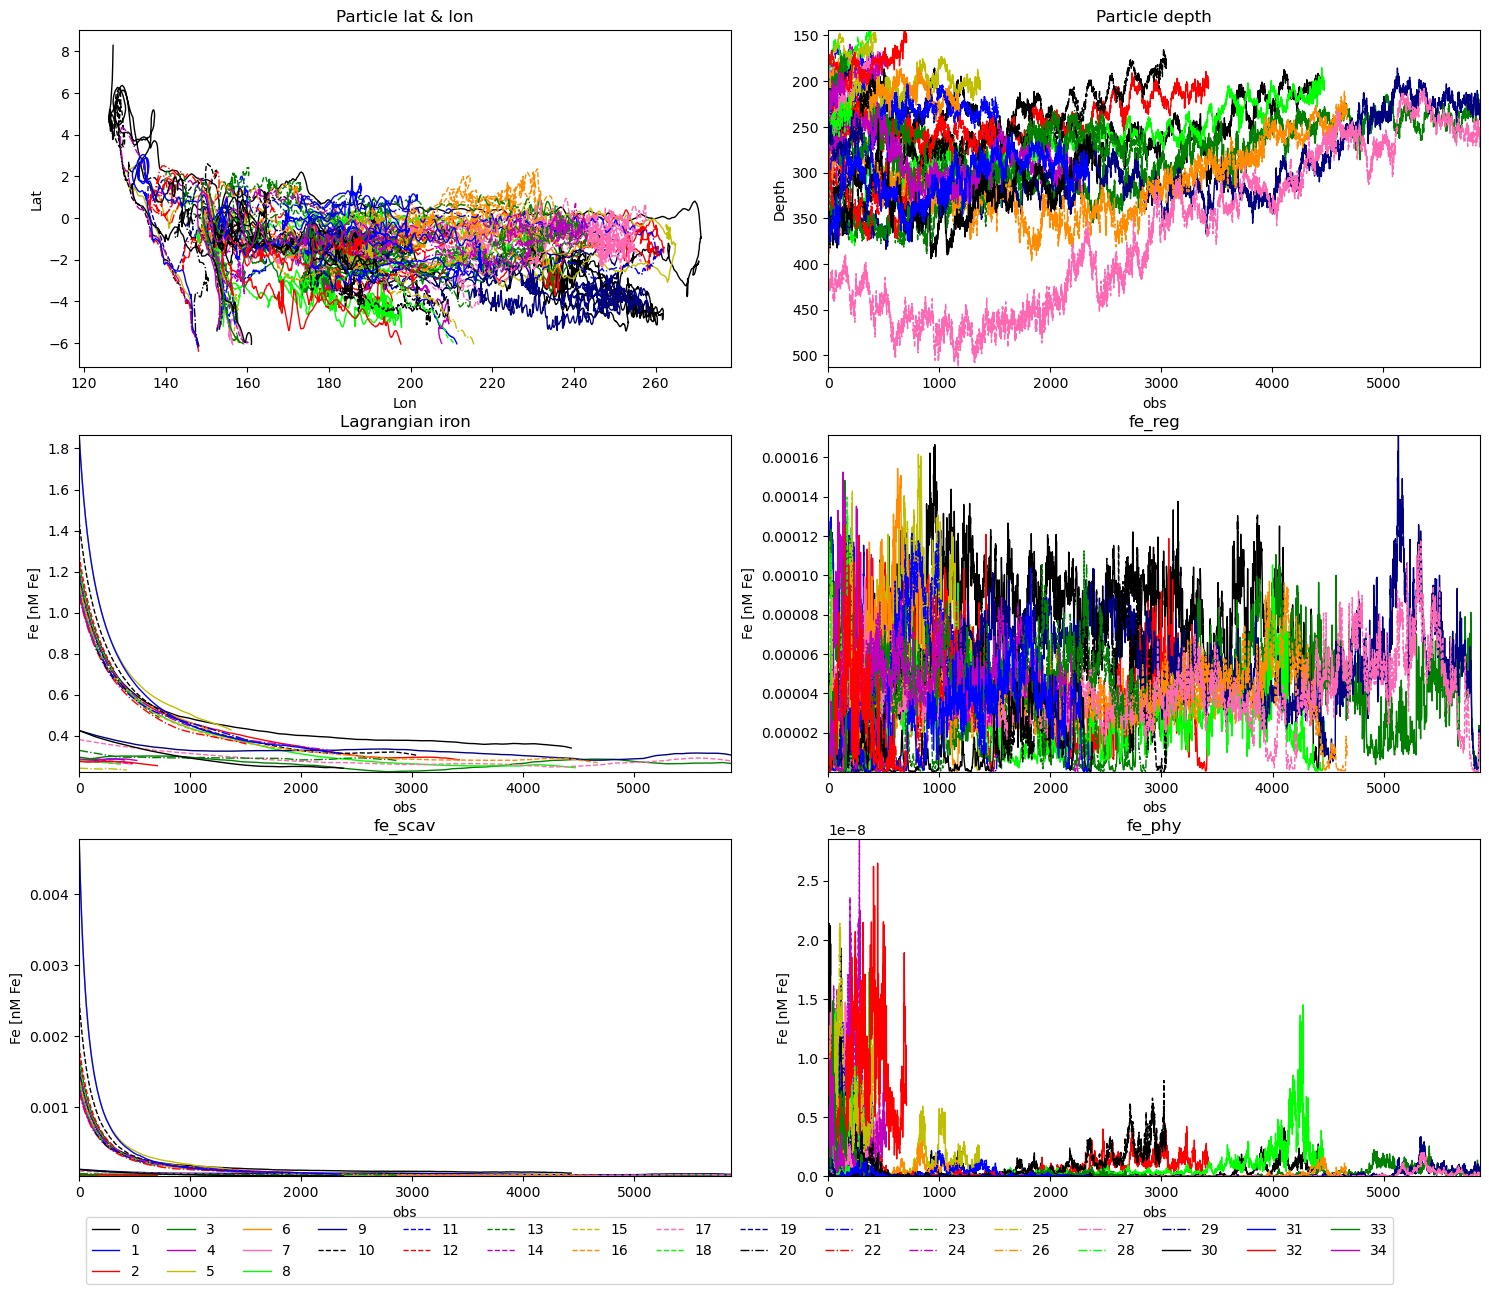 Particle lat & lon
8
6
4
2
0
−2
−4
−6
Lat
120 140 160 180 200 220 240 260
Lon
Particle depth
150
200
250
300
350
400
450
500
Depth
0 1000 2000 3000 4000 5000
obs
Lagrangian iron
1.8
1.6
1.4
1.2
1.0
0.8
0.6
0.4
Fe [nM Fe]
0 1000 2000 3000 4000 5000
obs
fe_reg
0.00016
0.00014
0.00012
0.00010
0.00008
0.00006
0.00004
0.00002
Fe [nM Fe]
0 1000 2000 3000 4000 5000
obs
fe_scav
0.004
0.003
0.002
0.001
Fe [nM Fe]
0 1000 2000 3000 4000 5000
obs
fe_phy
1e−8
2.5
2.0
1.5
1.0
0.5
0.0
Fe [nM Fe]
0 1000 2000 3000 4000 5000
obs
0 3 6 9 11 13 15 17 19 21 23 25 27 29 31 33
1 4 7 10 12 14 16 18 20 22 24 26 28 30 32 34
2 5 8